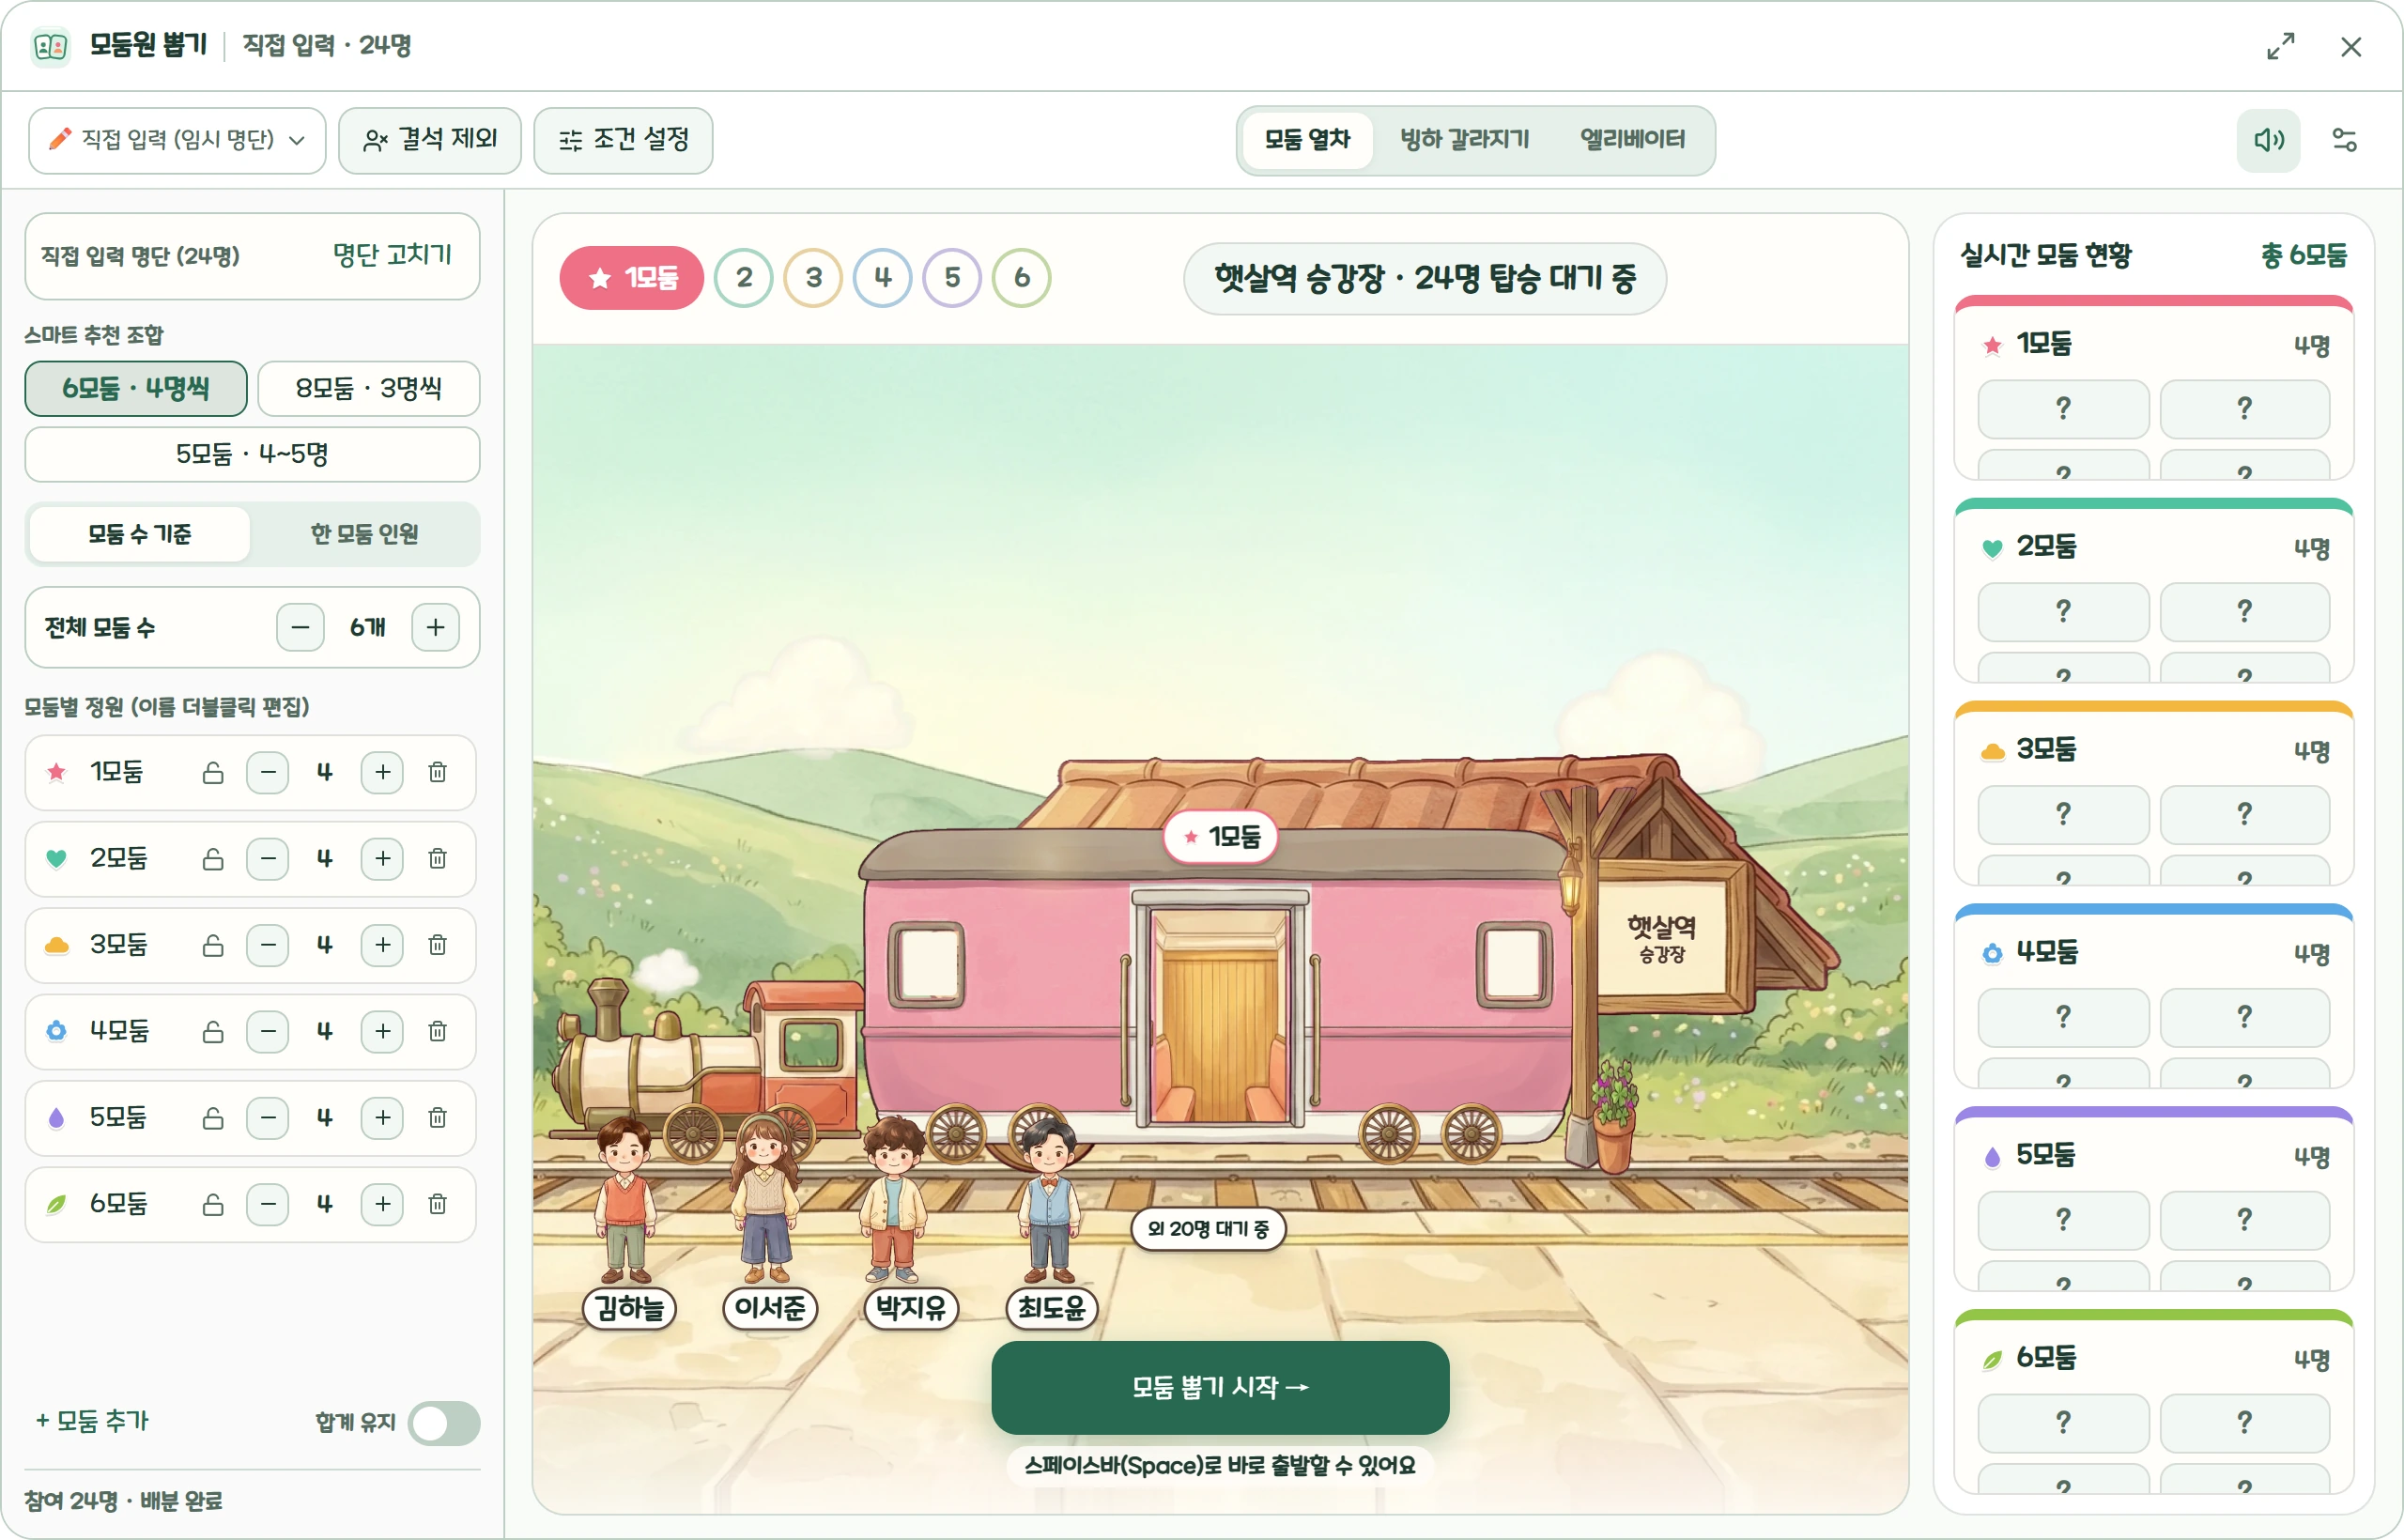 모둠원 뽑기 직접 입력 · 24명
직접 입력 (임시 명단) 결석 제외 조건 설정
모둠 열차 빙하 갈라지기 엘리베이터
직접 입력 명단 (24명) 명단 고치기
스마트 추천 조합
6모둠 · 4명씩 8모둠 · 3명씩
5모둠 · 4~5명
모둠 수 기준 한 모둠 인원
전체 모둠 수 − 6개 +
모둠별 정원 (이름 더블클릭 편집)
1모둠 − 4 +
2모둠 − 4 +
3모둠 − 4 +
4모둠 − 4 +
5모둠 − 4 +
6모둠 − 4 +
+ 모둠 추가 합계 유지
참여 24명 · 배분 완료
1모둠 2 3 4 5 6
햇살역 승강장 · 24명 탑승 대기 중
1모둠
햇살역
승강장
외 20명 대기 중
김하늘 이서준 박지유 최도윤
모둠 뽑기 시작 →
스페이스바(Space)로 바로 출발할 수 있어요
실시간 모둠 현황 총 6모둠
1모둠 4명
? ?
? ?
2모둠 4명
? ?
? ?
3모둠 4명
? ?
? ?
4모둠 4명
? ?
? ?
5모둠 4명
? ?
? ?
6모둠 4명
? ?
? ?